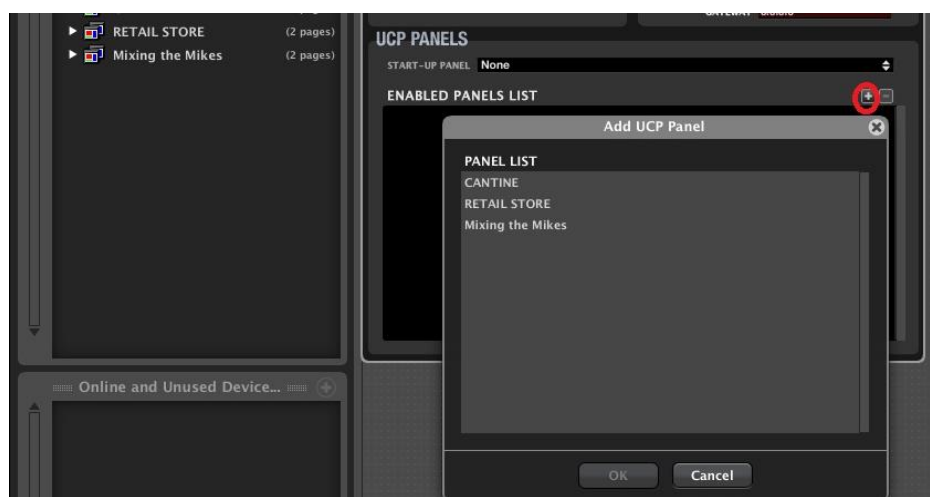 RETAIL STORE (2 pages)
Mixing the Mikes (2 pages)
UCP PANELS
START-UP PANEL None
ENABLED PANELS LIST
Add UCP Panel
PANEL LIST
CANTINE
RETAIL STORE
Mixing the Mikes
Online and Unused Device...
OK Cancel